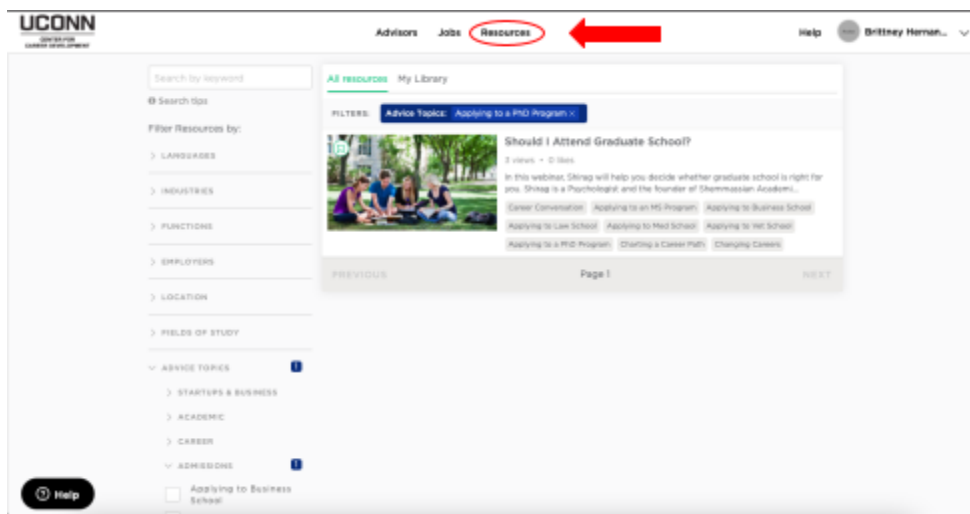 UCONN
CENTER FOR
CAREER DEVELOPMENT
Advisors Jobs Resources
Help Brittney Hernan...
Search by keyword
Search tips
Filter Resources by:
> LANGUAGES
> INDUSTRIES
> FUNCTIONS
> EMPLOYERS
> LOCATION
> FIELDS OF STUDY
ADVICE TOPICS 1
> STARTUPS & BUSINESS
> ACADEMIC
> CAREER
ADMISSIONS 1
Applying to Business
School
Help
All resources My Library
FILTERS: Advice Topics: Applying to a PhD Program ×
Should I Attend Graduate School?
3 views • 0 likes
In this webinar, Shirag will help you decide whether graduate school is right for
you. Shirag is a Psychologist and the founder of Shemmassian Academi...
Career Conversation Applying to an MS Program Applying to Business School
Applying to Law School Applying to Med School Applying to Vet School
Applying to a PhD Program Charting a Career Path Changing Careers
PREVIOUS Page 1 NEXT